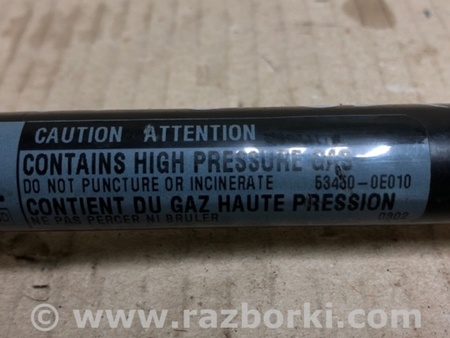 CAUTION ATTENTION
CONTAINS HIGH PRESSURE GAS
DO NOT PUNCTURE OR INCINERATE 53450-0E010
CONTIENT DU GAZ HAUTE PRESSION
NE PAS PERCER NI BRULER 0902
© www.razborki.com